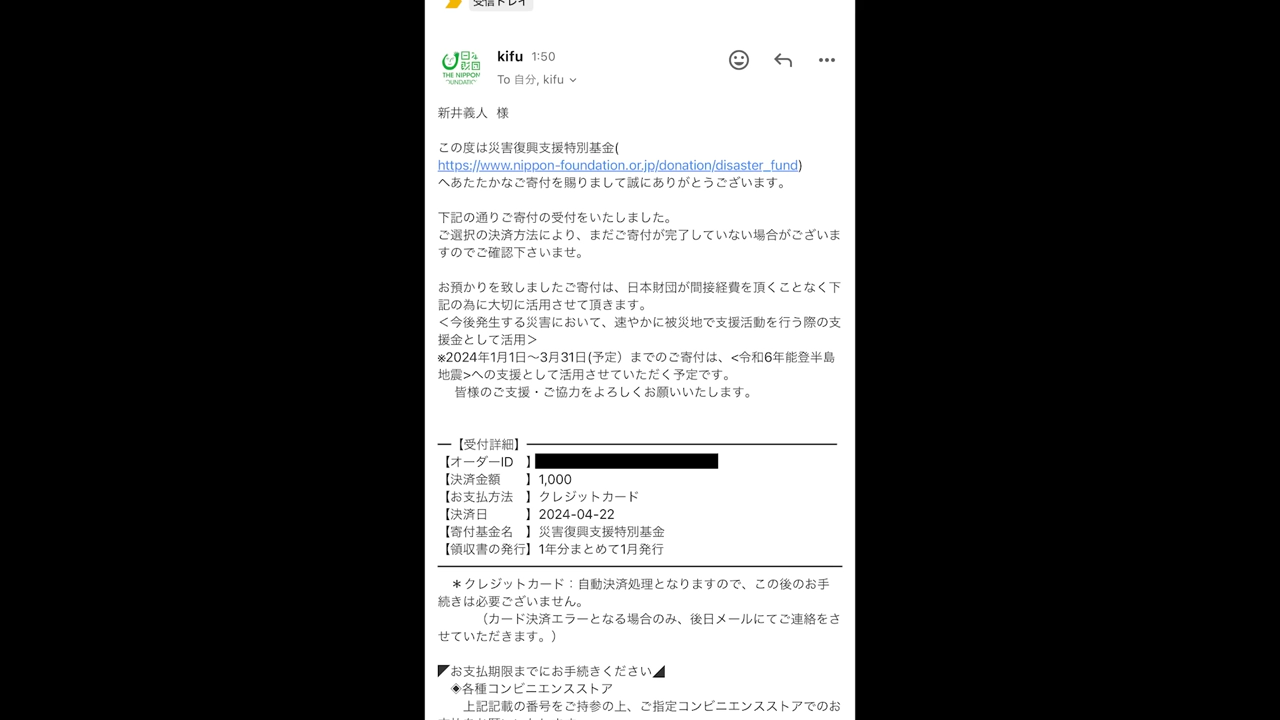 受信トレイ
日本
財団
THE NIPPON
FOUNDATION
kifu 1:50
To 自分, kifu
新井義人 様
この度は災害復興支援特別基金(
https://www.nippon-foundation.or.jp/donation/disaster_fund)
へあたたかなご寄付を賜りまして誠にありがとうございます。
下記の通りご寄付の受付をいたしました。
ご選択の決済方法により、まだご寄付が完了していない場合がございま
すのでご確認下さいませ。
お預かりを致しましたご寄付は、日本財団が間接経費を頂くことなく下
記の為に大切に活用させて頂きます。
＜今後発生する災害において、速やかに被災地で支援活動を行う際の支
援金として活用＞
※2024年1月1日～3月31日(予定）までのご寄付は、<令和6年能登半島
地震>への支援として活用させていただく予定です。
皆様のご支援・ご協力をよろしくお願いいたします。
━【受付詳細】━━━━━━━━━━━━━━━━━━
【オーダーID 】
【決済金額 】1,000
【お支払方法 】クレジットカード
【決済日 】2024-04-22
【寄付基金名 】災害復興支援特別基金
【領収書の発行】1年分まとめて1月発行
＊クレジットカード：自動決済処理となりますので、この後のお手
続きは必要ございません。
（カード決済エラーとなる場合のみ、後日メールにてご連絡をさ
せていただきます。）
◤お支払期限までにお手続きください◢
◈各種コンビニエンスストア
上記記載の番号をご持参の上、ご指定コンビニエンスストアでのお